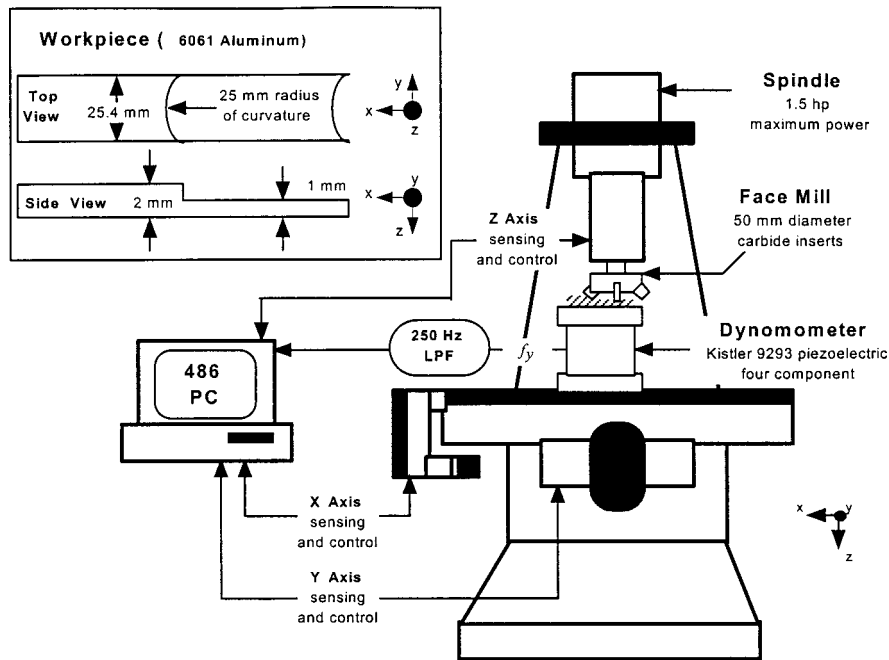 Workpiece ( 6061 Aluminum)
Top
View
25.4 mm
25 mm radius
of curvature
y
x
z
Side View
2 mm
1 mm
y
x
z
Spindle
1.5 hp
maximum power
Face Mill
50 mm diameter
carbide inserts
Z Axis
sensing
and control
250 Hz
LPF
fy
Dynomometer
Kistler 9293 piezoelectric
four component
486
PC
X Axis
sensing
and control
Y Axis
sensing
and control
x
y
z